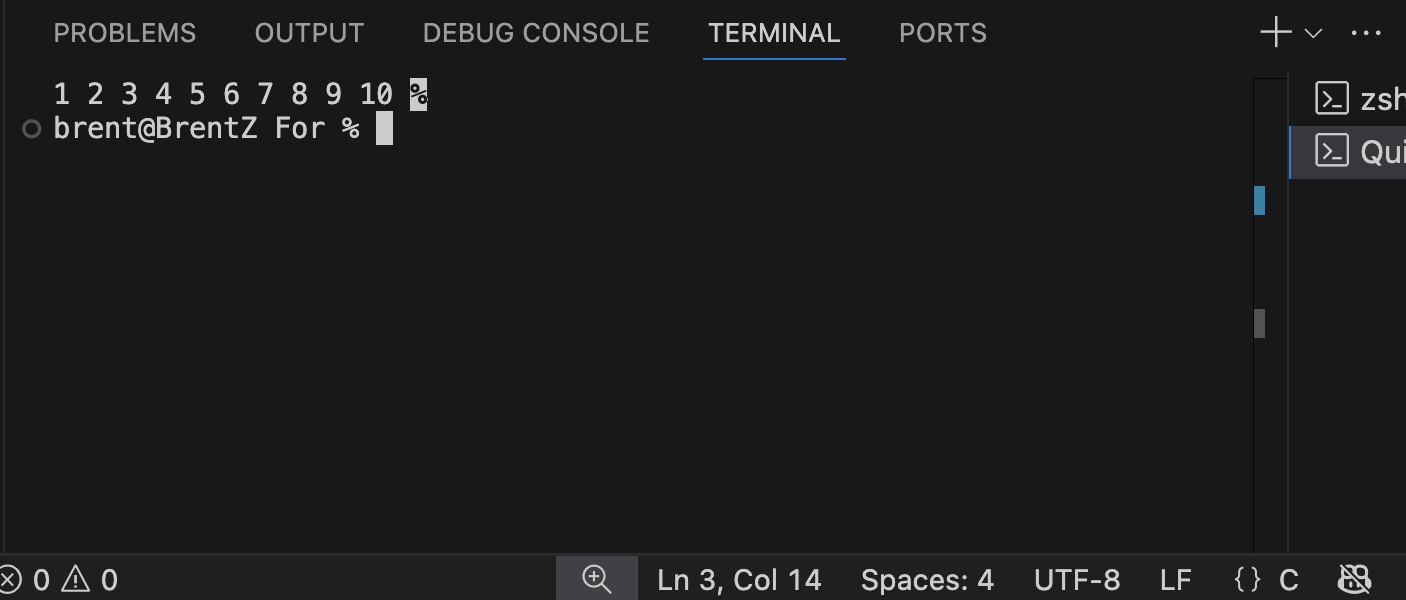 PROBLEMS OUTPUT DEBUG CONSOLE TERMINAL PORTS
1 2 3 4 5 6 7 8 9 10 %
zsh
brent@BrentZ For %
Qui
0 0 Ln 3, Col 14 Spaces: 4 UTF-8 LF {} C